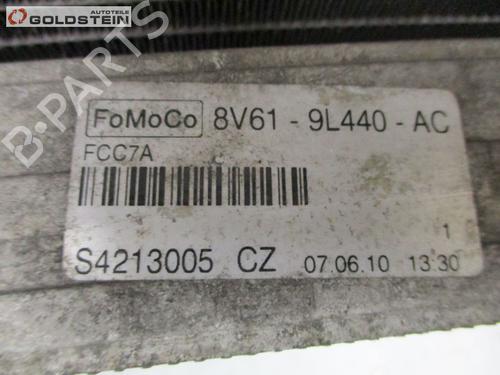 Autoteile
GOLDSTEIN
B-PARTS
FoMoCo 8V61 - 9L440 - AC
FCC7A
1
S4213005 CZ 07.06.10 13:30